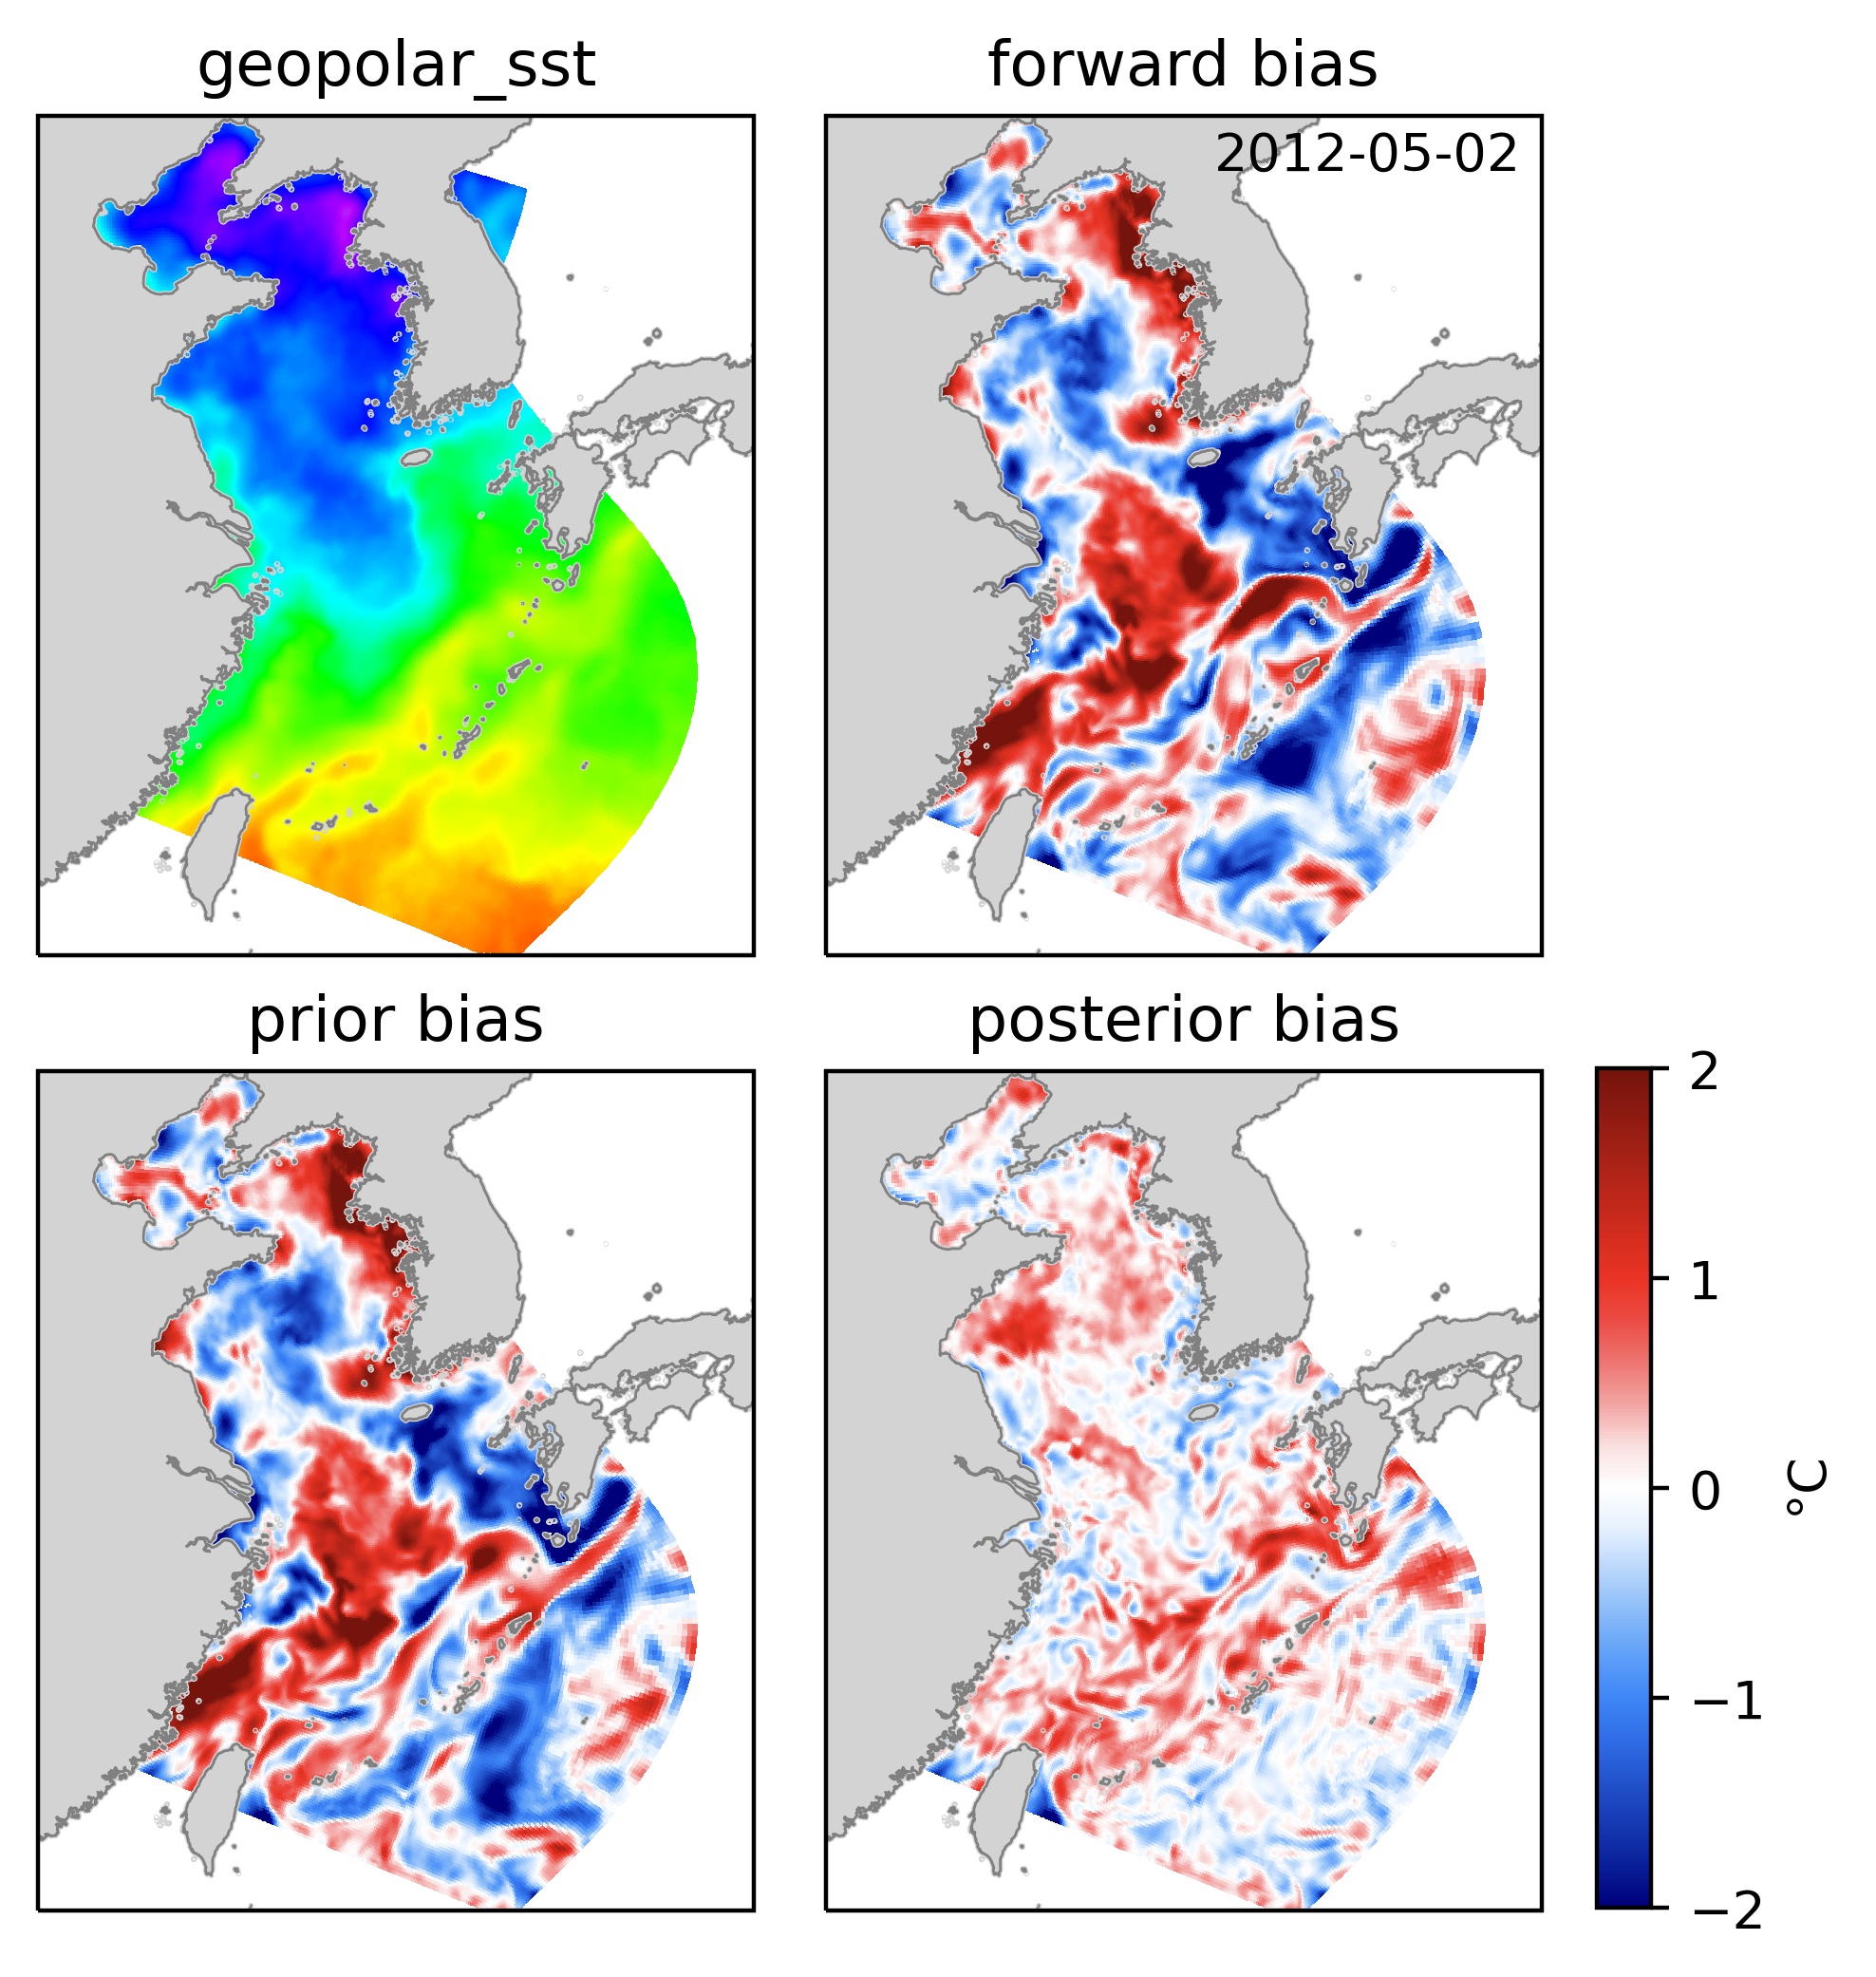 geopolar_sst
forward bias
2012-05-02
prior bias
posterior bias
2
1
0
−1
−2
°C